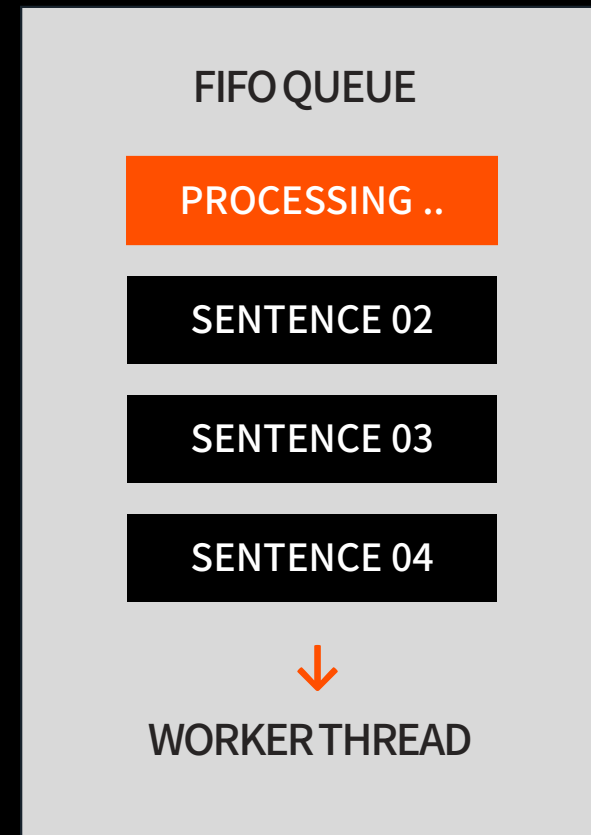 FIFO QUEUE
PROCESSING ..
SENTENCE 02
SENTENCE 03
SENTENCE 04
WORKER THREAD